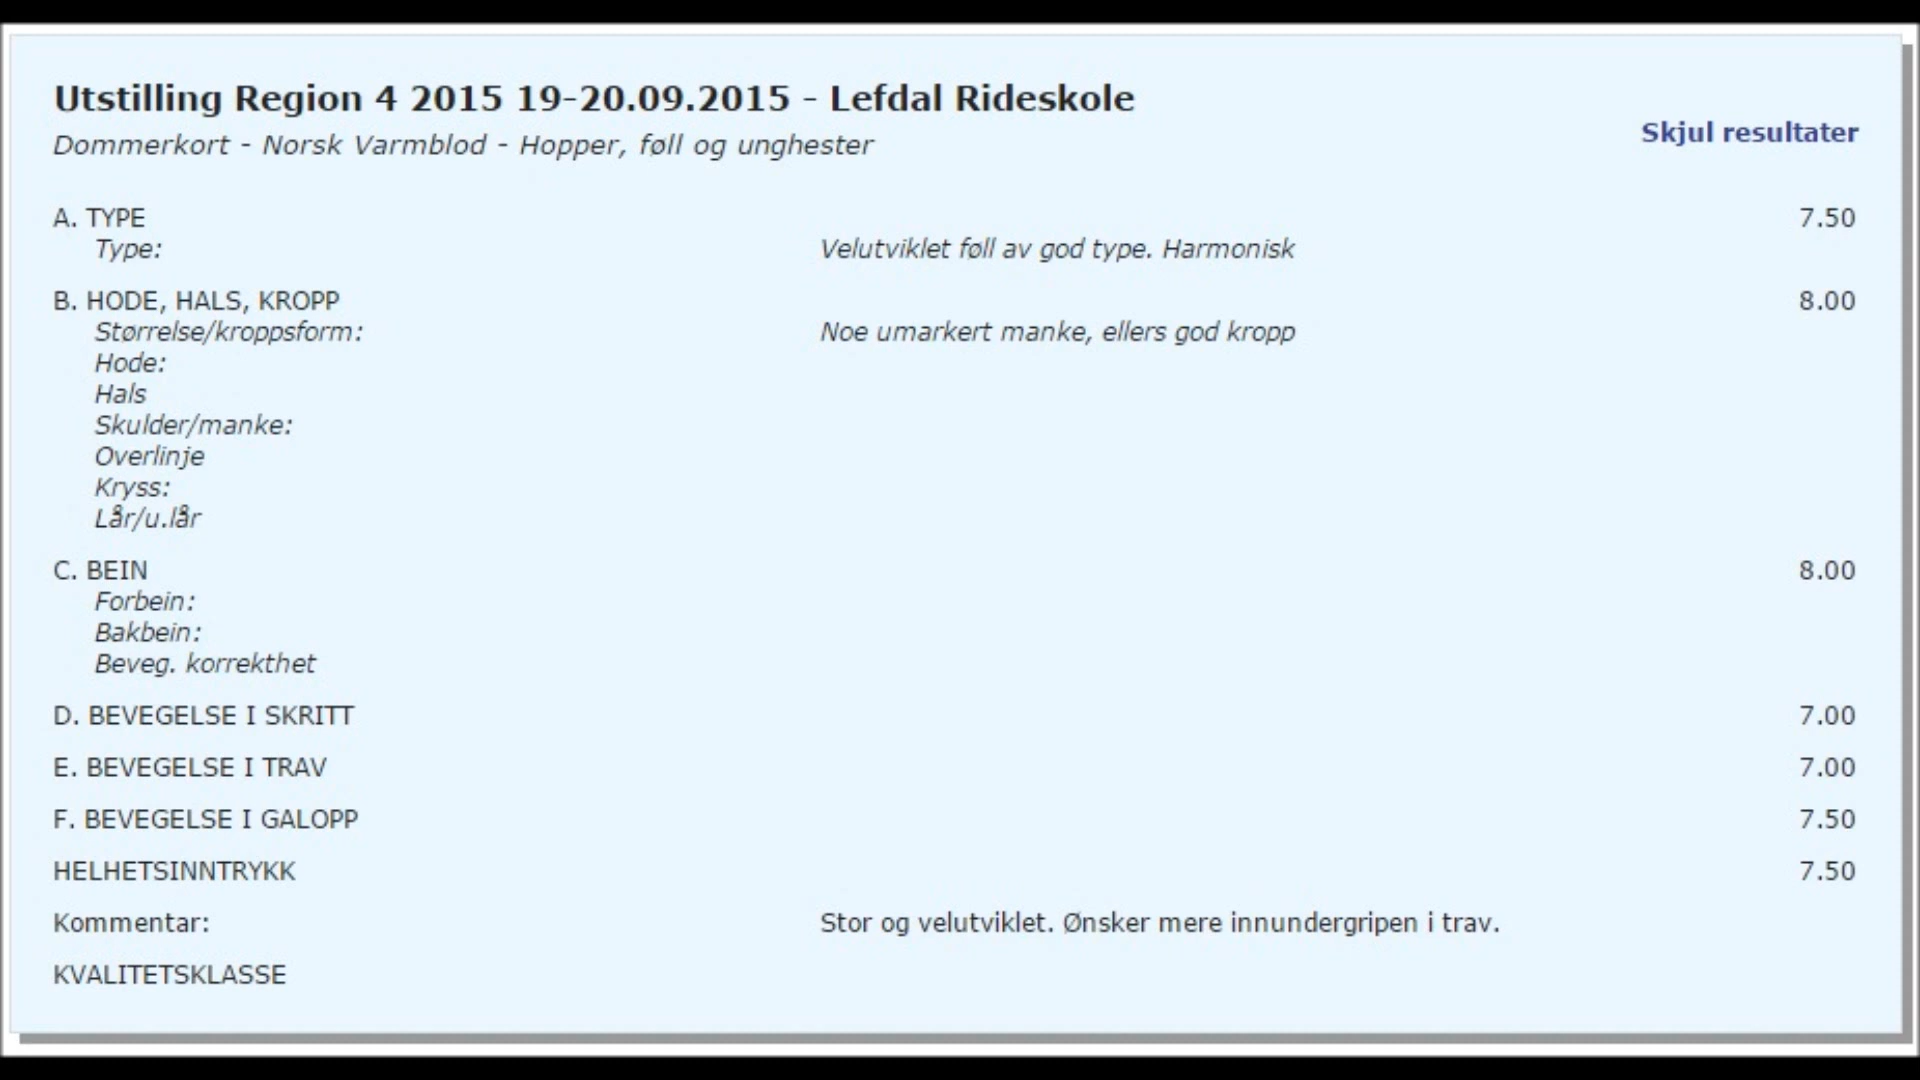 Utstilling Region 4 2015 19-20.09.2015 - Lefdal Rideskole
Dommerkort - Norsk Varmblod - Hopper, føll og unghester
Skjul resultater
A. TYPE 7.50
Type: Velutviklet føll av god type. Harmonisk
B. HODE, HALS, KROPP 8.00
Størrelse/kroppsform: Noe umarkert manke, ellers god kropp
Hode:
Hals
Skulder/manke:
Overlinje
Kryss:
Lår/u.lår
C. BEIN 8.00
Forbein:
Bakbein:
Beveg. korrekthet
D. BEVEGELSE I SKRITT 7.00
E. BEVEGELSE I TRAV 7.00
F. BEVEGELSE I GALOPP 7.50
HELHETSINNTRYKK 7.50
Kommentar: Stor og velutviklet. Ønsker mere innundergripen i trav.
KVALITETSKLASSE